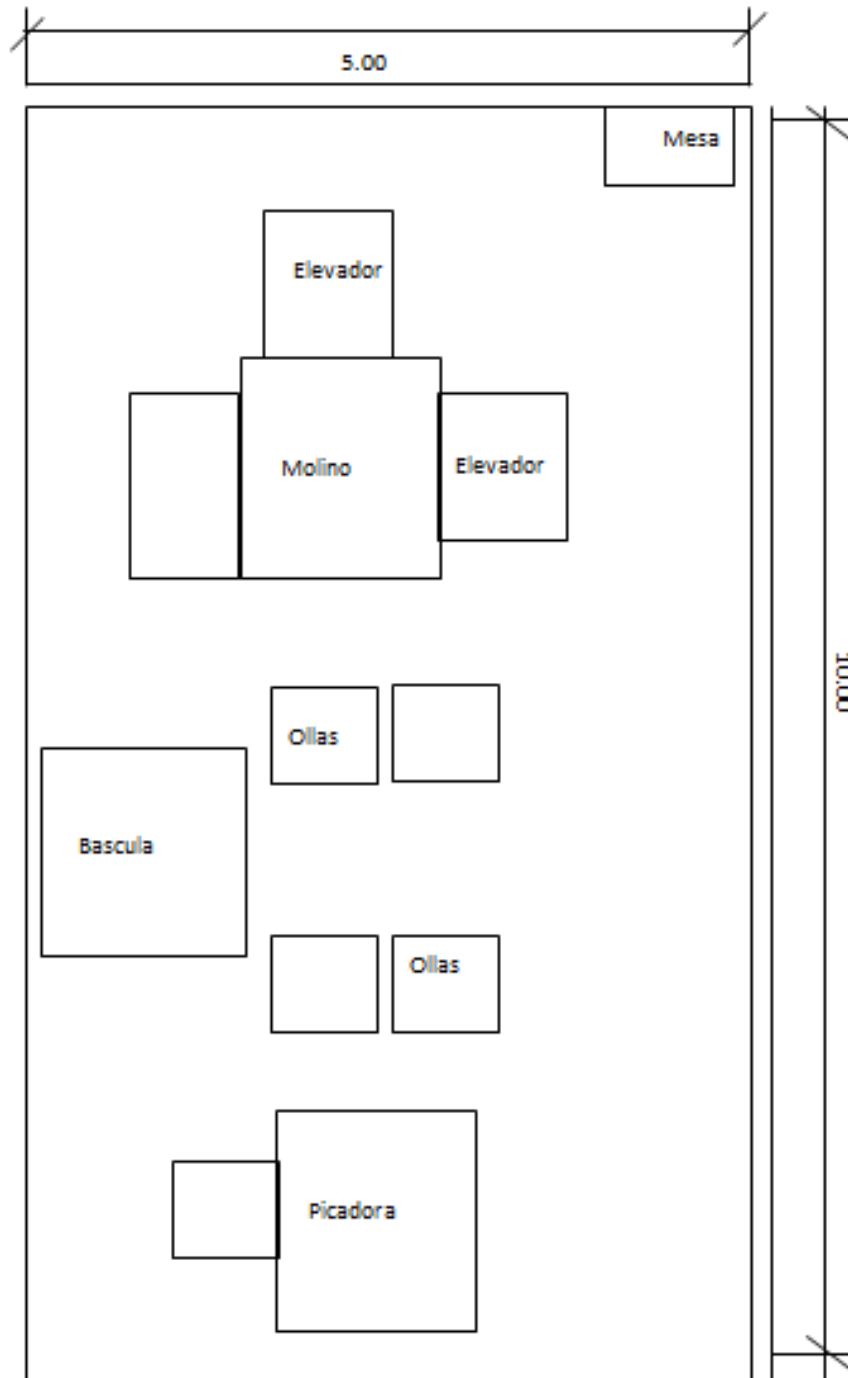 5.00
Mesa
Elevador
Molino
Elevador
10.00
Ollas
Bascula
Ollas
Picadora